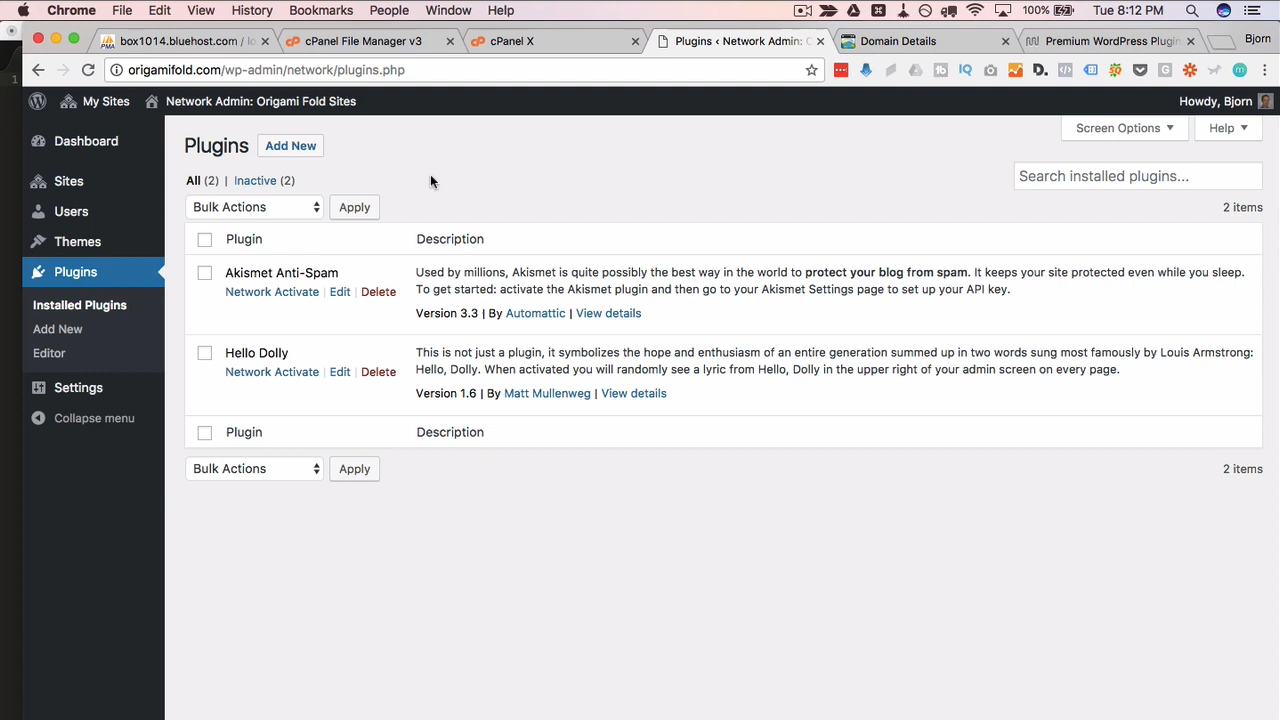 Chrome File Edit View History Bookmarks People Window Help 100% Tue 8:12 PM
box1014.bluehost.com / lo cPanel File Manager v3 cPanel X Plugins ‹ Network Admin: O Domain Details Premium WordPress Plugin Bjorn
origamifold.com/wp-admin/network/plugins.php
My Sites Network Admin: Origami Fold Sites Howdy, Bjorn
Dashboard
Sites
Users
Themes
Plugins
Installed Plugins
Add New
Editor
Settings
Collapse menu
Screen Options Help
Plugins Add New
All (2) | Inactive (2)
Search installed plugins...
Bulk Actions Apply 2 items
Plugin Description
Akismet Anti-Spam
Network Activate | Edit | Delete
Used by millions, Akismet is quite possibly the best way in the world to protect your blog from spam. It keeps your site protected even while you sleep.
To get started: activate the Akismet plugin and then go to your Akismet Settings page to set up your API key.
Version 3.3 | By Automattic | View details
Hello Dolly
Network Activate | Edit | Delete
This is not just a plugin, it symbolizes the hope and enthusiasm of an entire generation summed up in two words sung most famously by Louis Armstrong:
Hello, Dolly. When activated you will randomly see a lyric from Hello, Dolly in the upper right of your admin screen on every page.
Version 1.6 | By Matt Mullenweg | View details
Plugin Description
Bulk Actions Apply 2 items